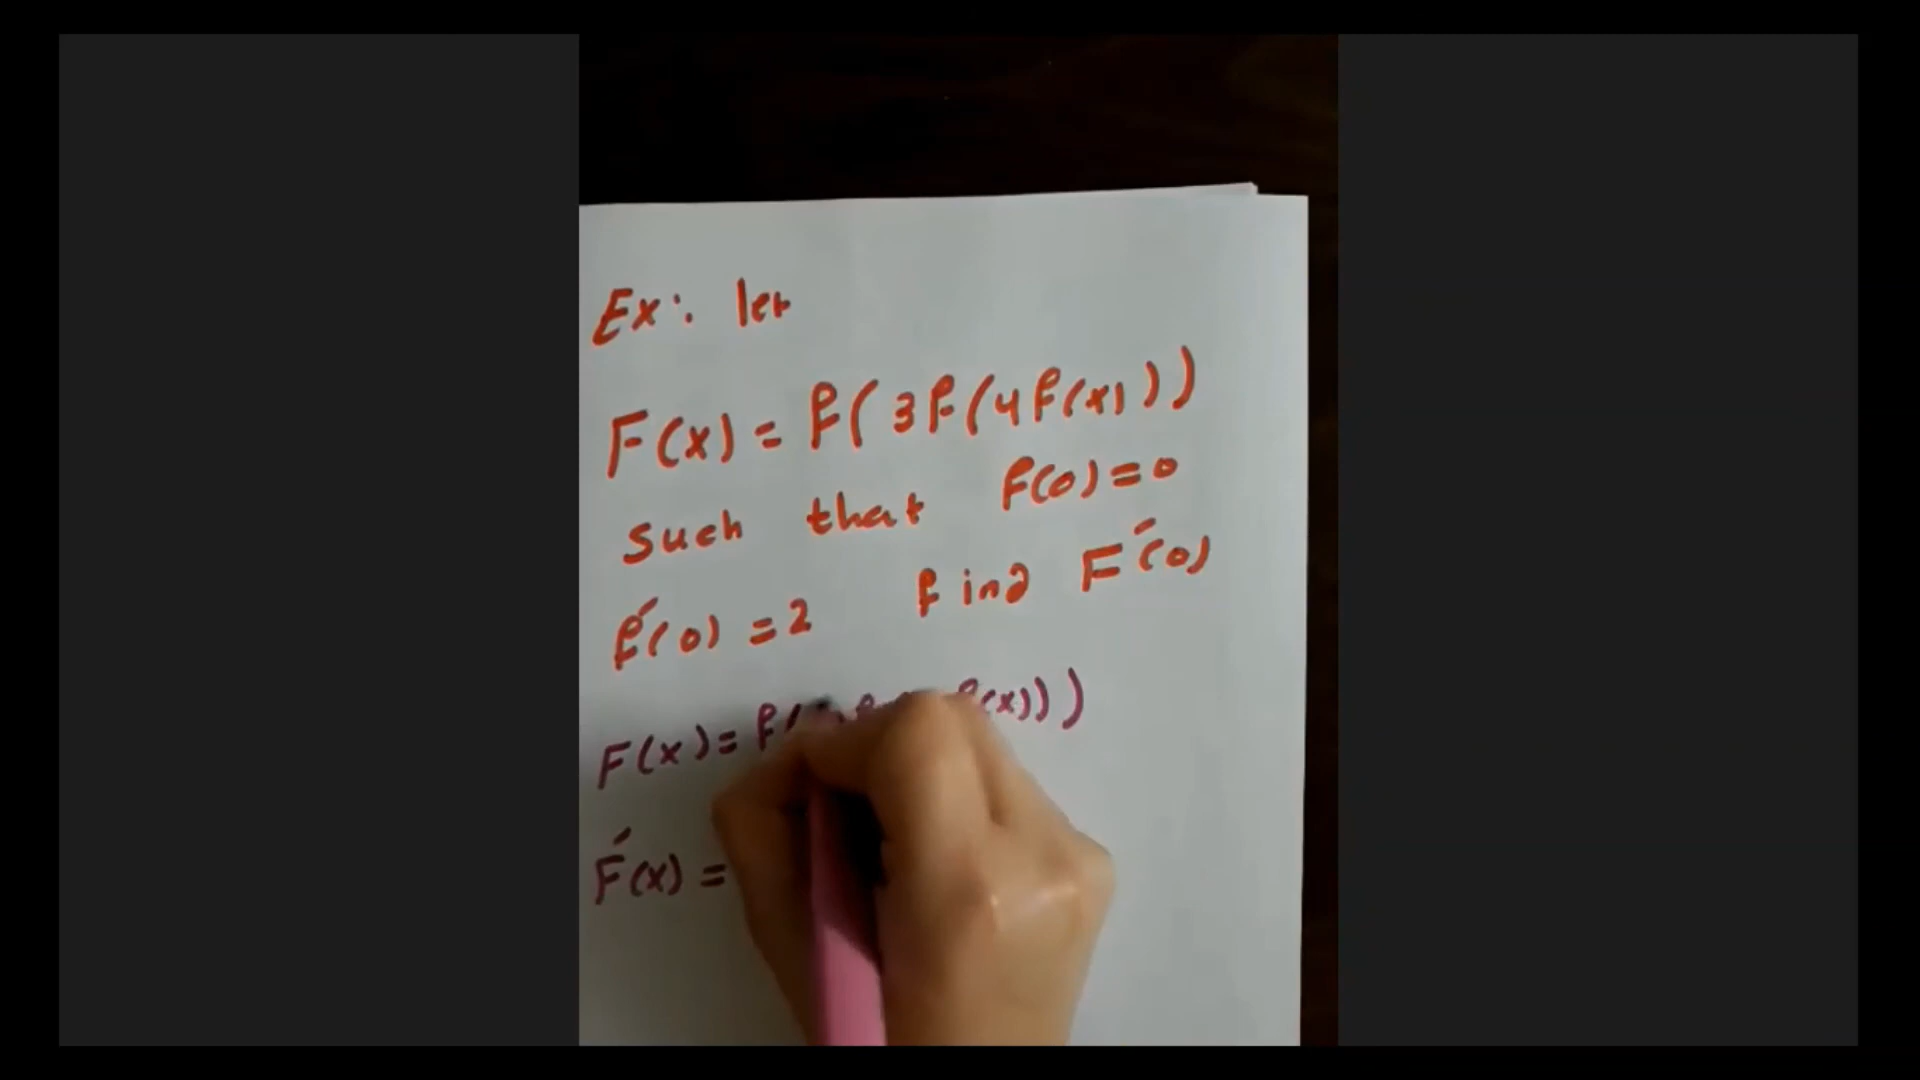 Ex: let
F(x) = f(3f(4f(x)))
such that f(0)=0
f'(0) = 2 find F'(0)
F(x) = f( (x)))
F'(x) =